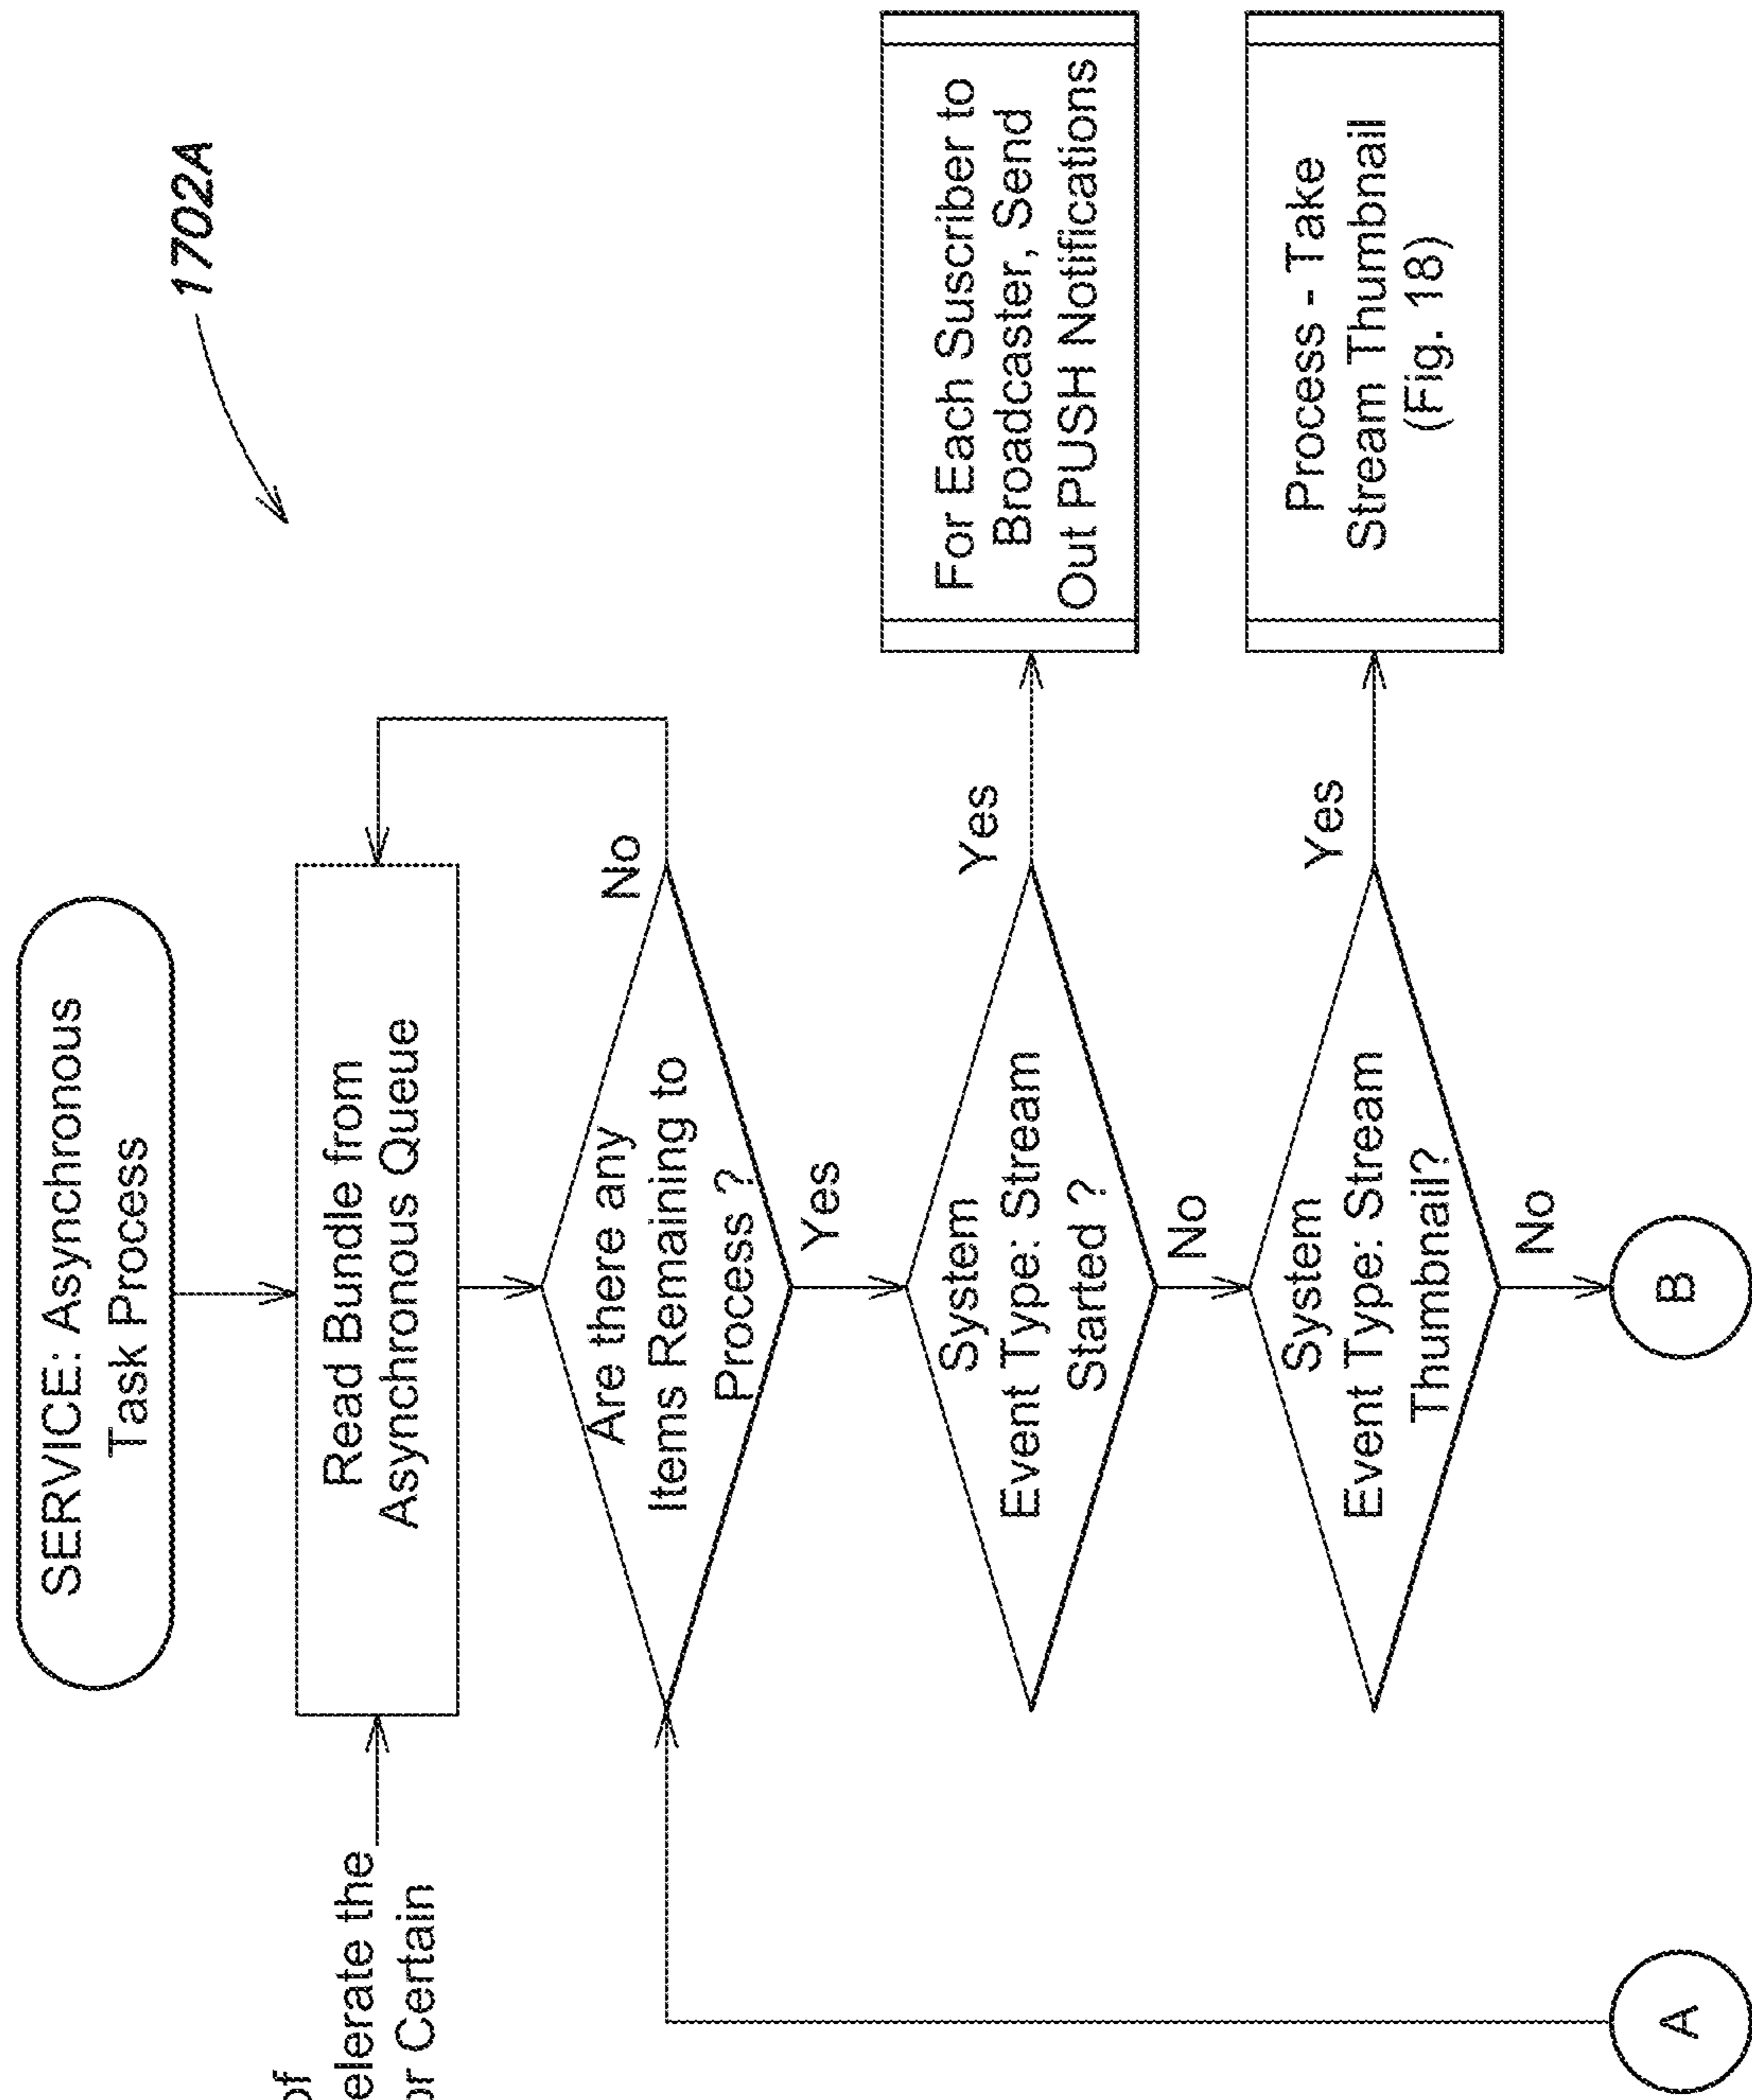 1702A
SERVICE: Asynchronous
Task Process
of
elerate the
or Certain
Read Bundle from
Asynchronous Queue
Are there any
Items Remaining to
Process ?
No
Yes
System
Event Type: Stream
Started ?
Yes
For Each Suscriber to
Broadcaster, Send
Out PUSH Notifications
No
System
Event Type: Stream
Thumbnail?
Yes
Process - Take
Stream Thumbnail
(Fig. 18)
No
A
B